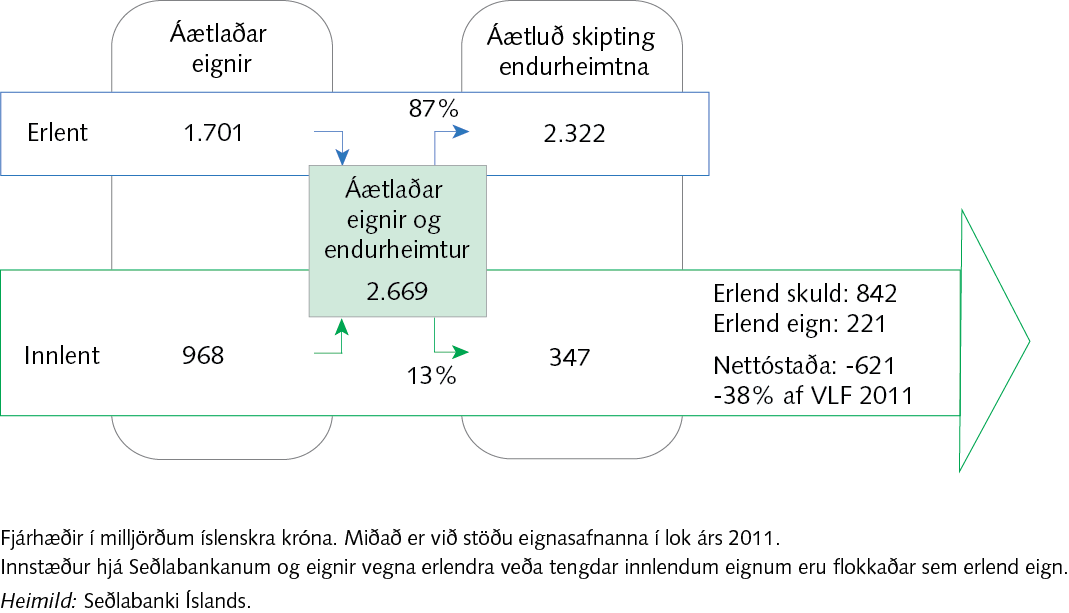 Áætlaðar
eignir
Áætluð skipting
endurheimtna
87%
Erlent
1.701
2.322
Áætlaðar
eignir og
endurheimtur
2.669
Innlent
968
13%
347
Erlend skuld: 842
Erlend eign: 221
Nettóstaða: -621
-38% af VLF 2011
Fjárhæðir í milljörðum íslenskra króna. Miðað er við stöðu eignasafnanna í lok árs 2011.
Innstæður hjá Seðlabankanum og eignir vegna erlendra veða tengdar innlendum eignum eru flokkaðar sem erlend eign.
Heimild: Seðlabanki Íslands.